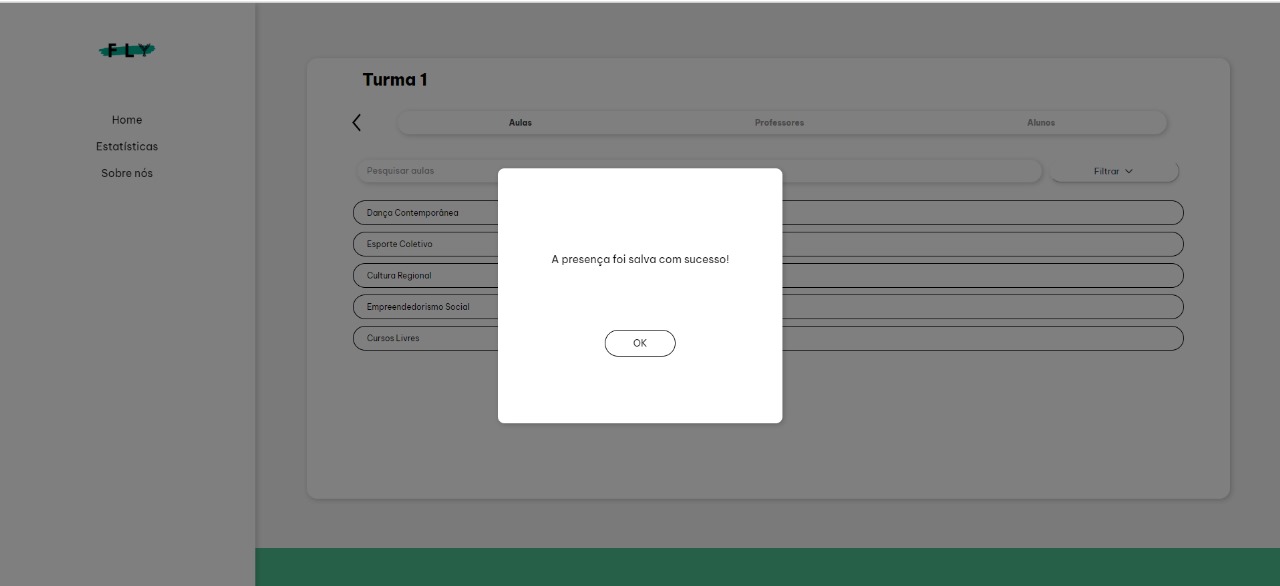 FLY
Home
Estatísticas
Sobre nós
Turma 1
Aulas
Professores
Alunos
Pesquisar aulas
Filtrar
Dança Contemporânea
Esporte Coletivo
Cultura Regional
Empreendedorismo Social
Cursos Livres
A presença foi salva com sucesso!
OK